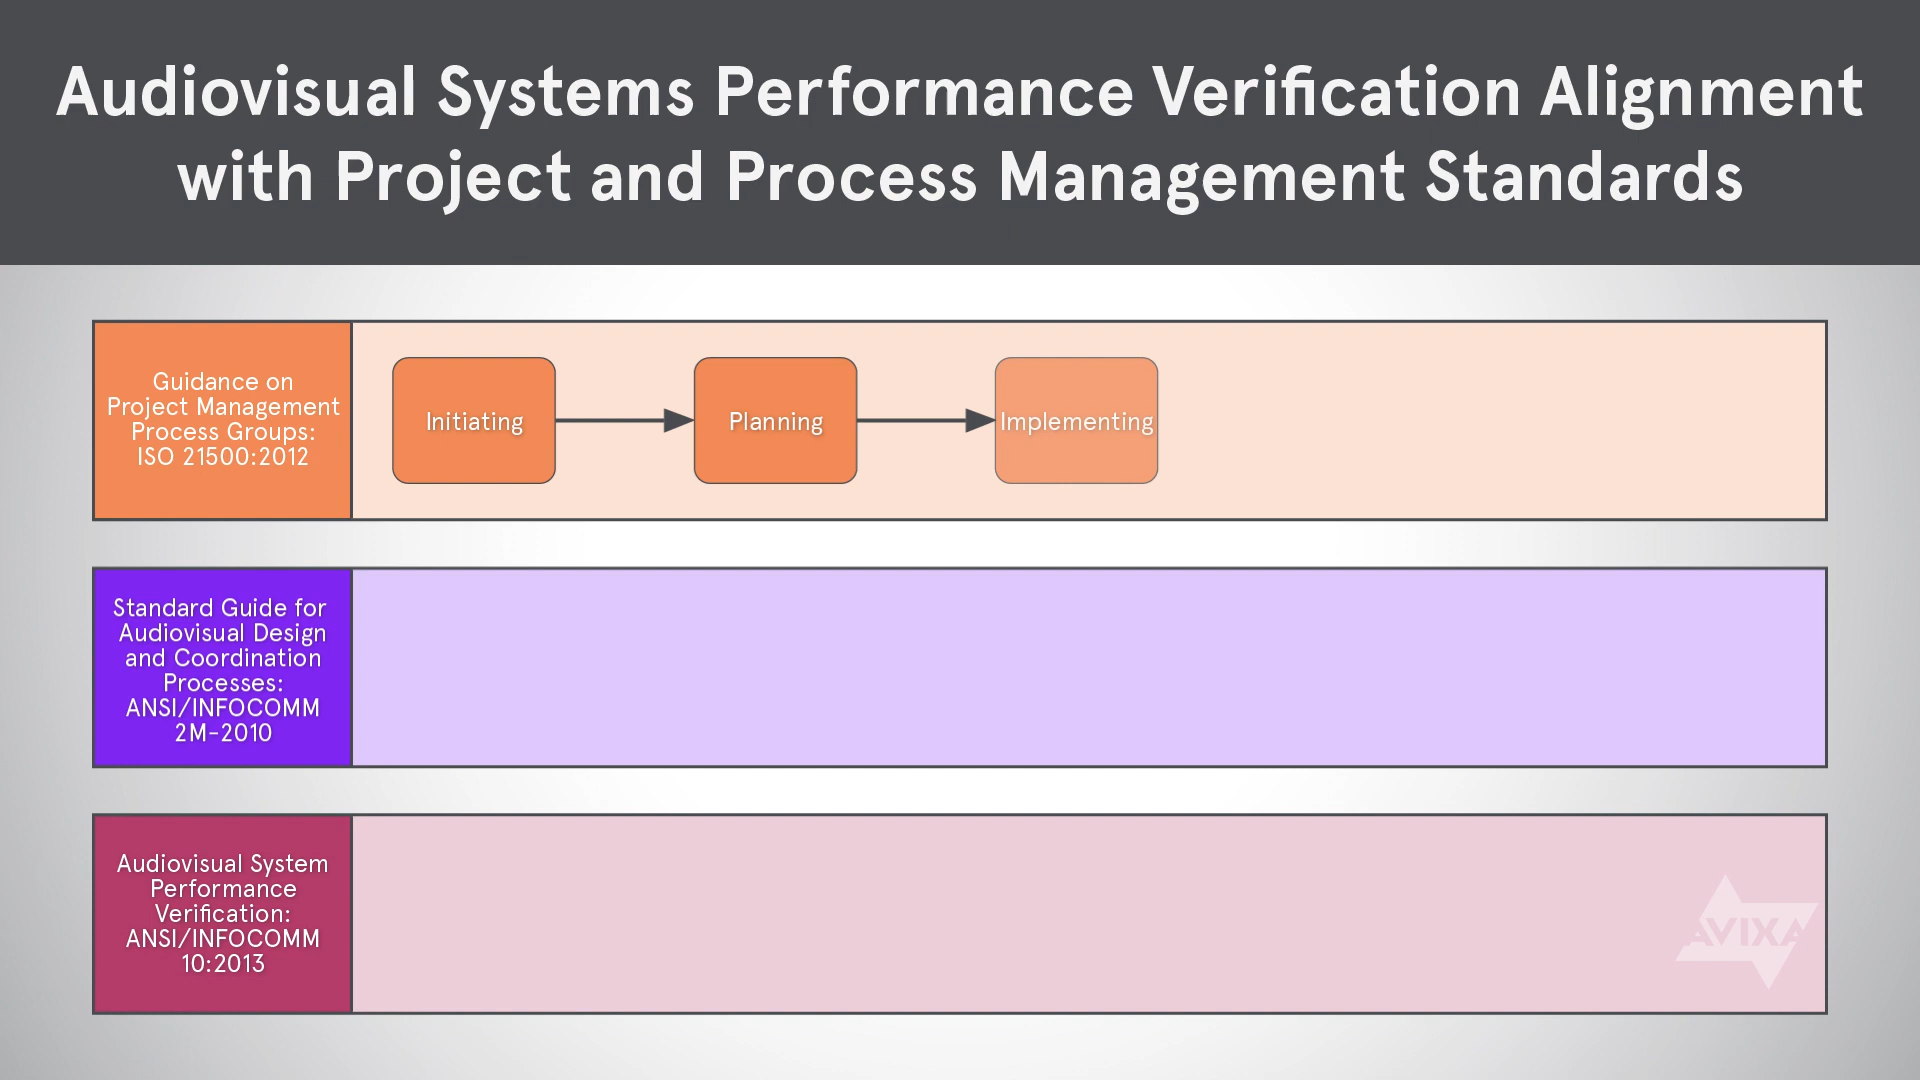 Audiovisual Systems Performance Verification Alignment
with Project and Process Management Standards
Guidance on
Project Management
Process Groups:
ISO 21500:2012
Initiating
Planning
Implementing
Standard Guide for
Audiovisual Design
and Coordination
Processes:
ANSI/INFOCOMM
2M-2010
Audiovisual System
Performance
Verification:
ANSI/INFOCOMM
10:2013
AVIXA